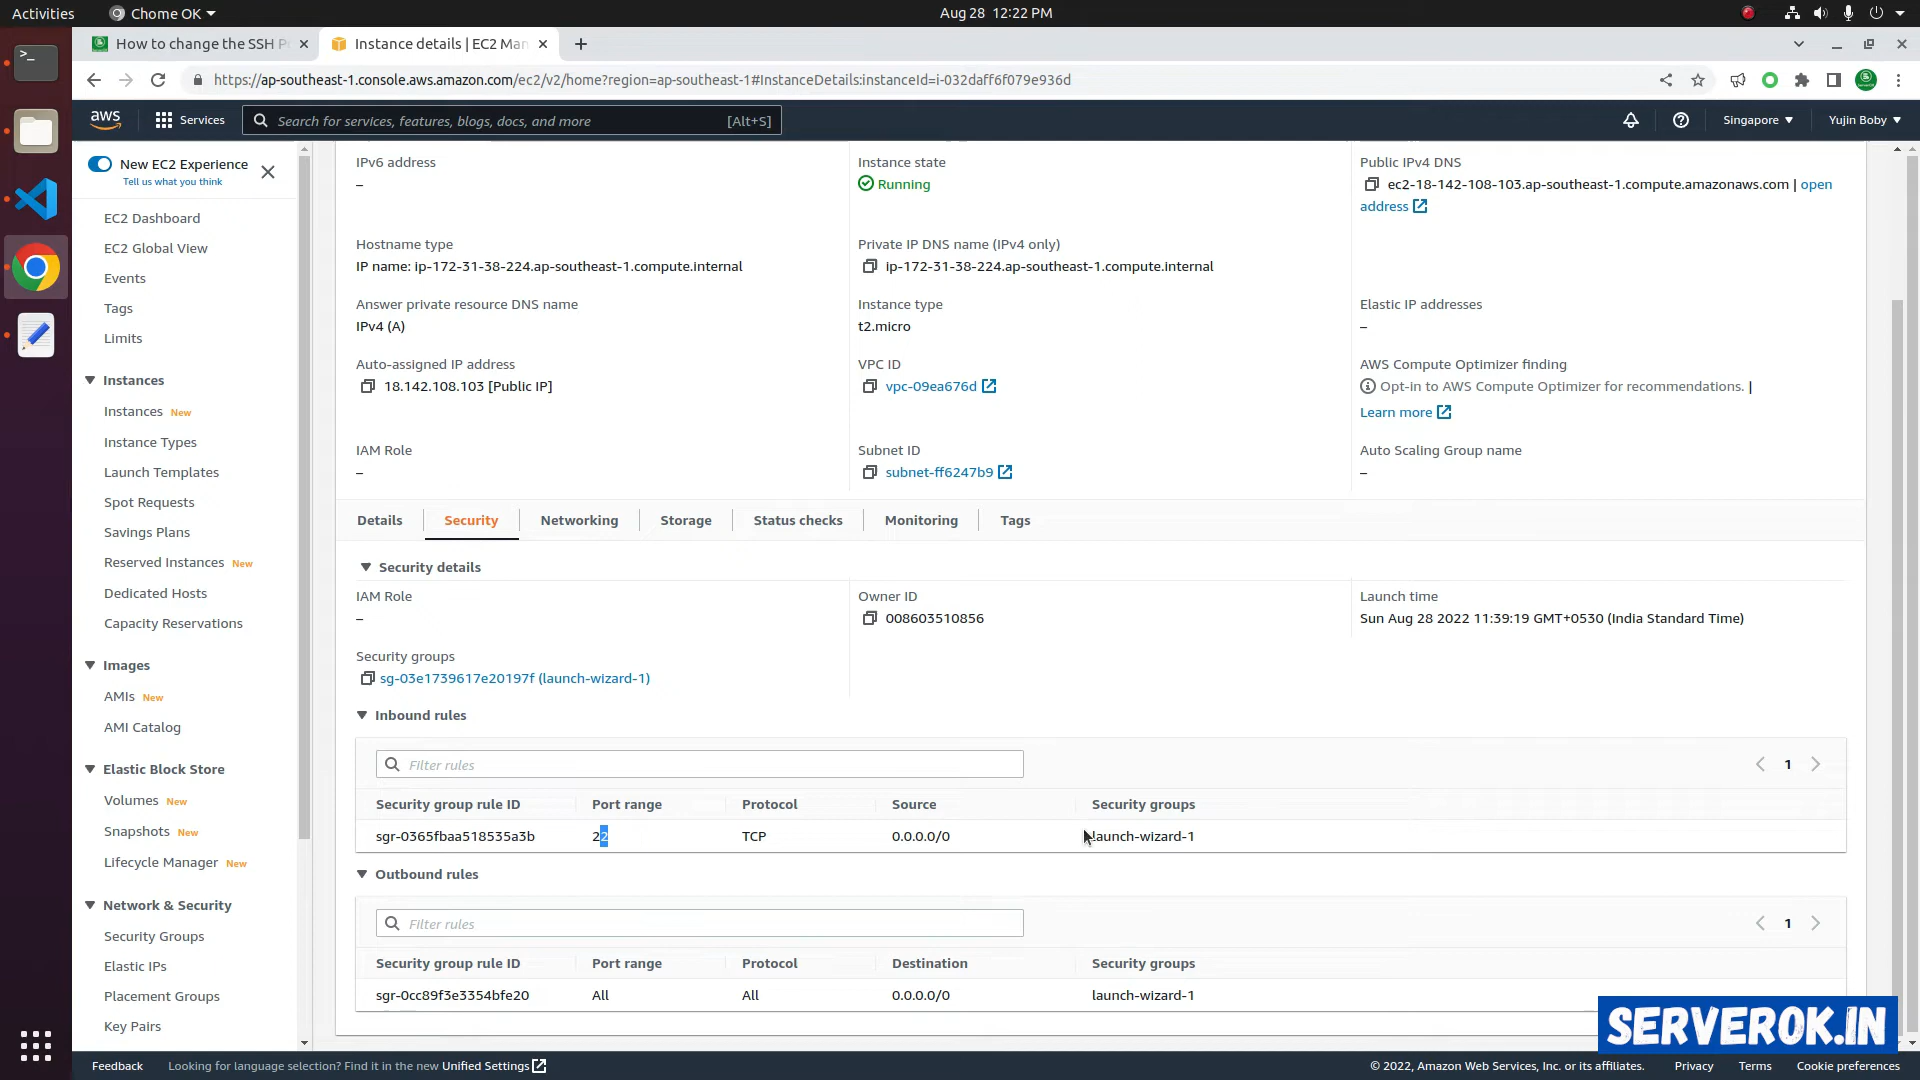 Activities
Chome OK
Aug 28 12:22 PM
How to change the SSH P
Instance details | EC2 Man
https://ap-southeast-1.console.aws.amazon.com/ec2/v2/home?region=ap-southeast-1#InstanceDetails:instanceId=i-032daff6f079e936d
aws
Services
Search for services, features, blogs, docs, and more
[Alt+S]
Singapore
Yujin Boby
New EC2 Experience
Tell us what you think
EC2 Dashboard
EC2 Global View
Events
Tags
Limits
Instances
Instances New
Instance Types
Launch Templates
Spot Requests
Savings Plans
Reserved Instances New
Dedicated Hosts
Capacity Reservations
Images
AMIs New
AMI Catalog
Elastic Block Store
Volumes New
Snapshots New
Lifecycle Manager New
Network & Security
Security Groups
Elastic IPs
Placement Groups
Key Pairs
IPv6 address
–
Instance state
Running
Public IPv4 DNS
ec2-18-142-108-103.ap-southeast-1.compute.amazonaws.com | open
address
Hostname type
IP name: ip-172-31-38-224.ap-southeast-1.compute.internal
Private IP DNS name (IPv4 only)
ip-172-31-38-224.ap-southeast-1.compute.internal
Answer private resource DNS name
IPv4 (A)
Instance type
t2.micro
Elastic IP addresses
–
Auto-assigned IP address
18.142.108.103 [Public IP]
VPC ID
vpc-09ea676d
AWS Compute Optimizer finding
Opt-in to AWS Compute Optimizer for recommendations. |
Learn more
IAM Role
–
Subnet ID
subnet-ff6247b9
Auto Scaling Group name
–
Details
Security
Networking
Storage
Status checks
Monitoring
Tags
Security details
IAM Role
–
Owner ID
008603510856
Launch time
Sun Aug 28 2022 11:39:19 GMT+0530 (India Standard Time)
Security groups
sg-03e1739617e20197f (launch-wizard-1)
Inbound rules
Filter rules
1
Security group rule ID Port range Protocol Source Security groups
sgr-0365fbaa518535a3b 22 TCP 0.0.0.0/0 launch-wizard-1
Outbound rules
Filter rules
1
Security group rule ID Port range Protocol Destination Security groups
sgr-0cc89f3e3354bfe20 All All 0.0.0.0/0 launch-wizard-1
SERVEROK.IN
Feedback
Looking for language selection? Find it in the new Unified Settings
© 2022, Amazon Web Services, Inc. or its affiliates.
Privacy
Terms
Cookie preferences